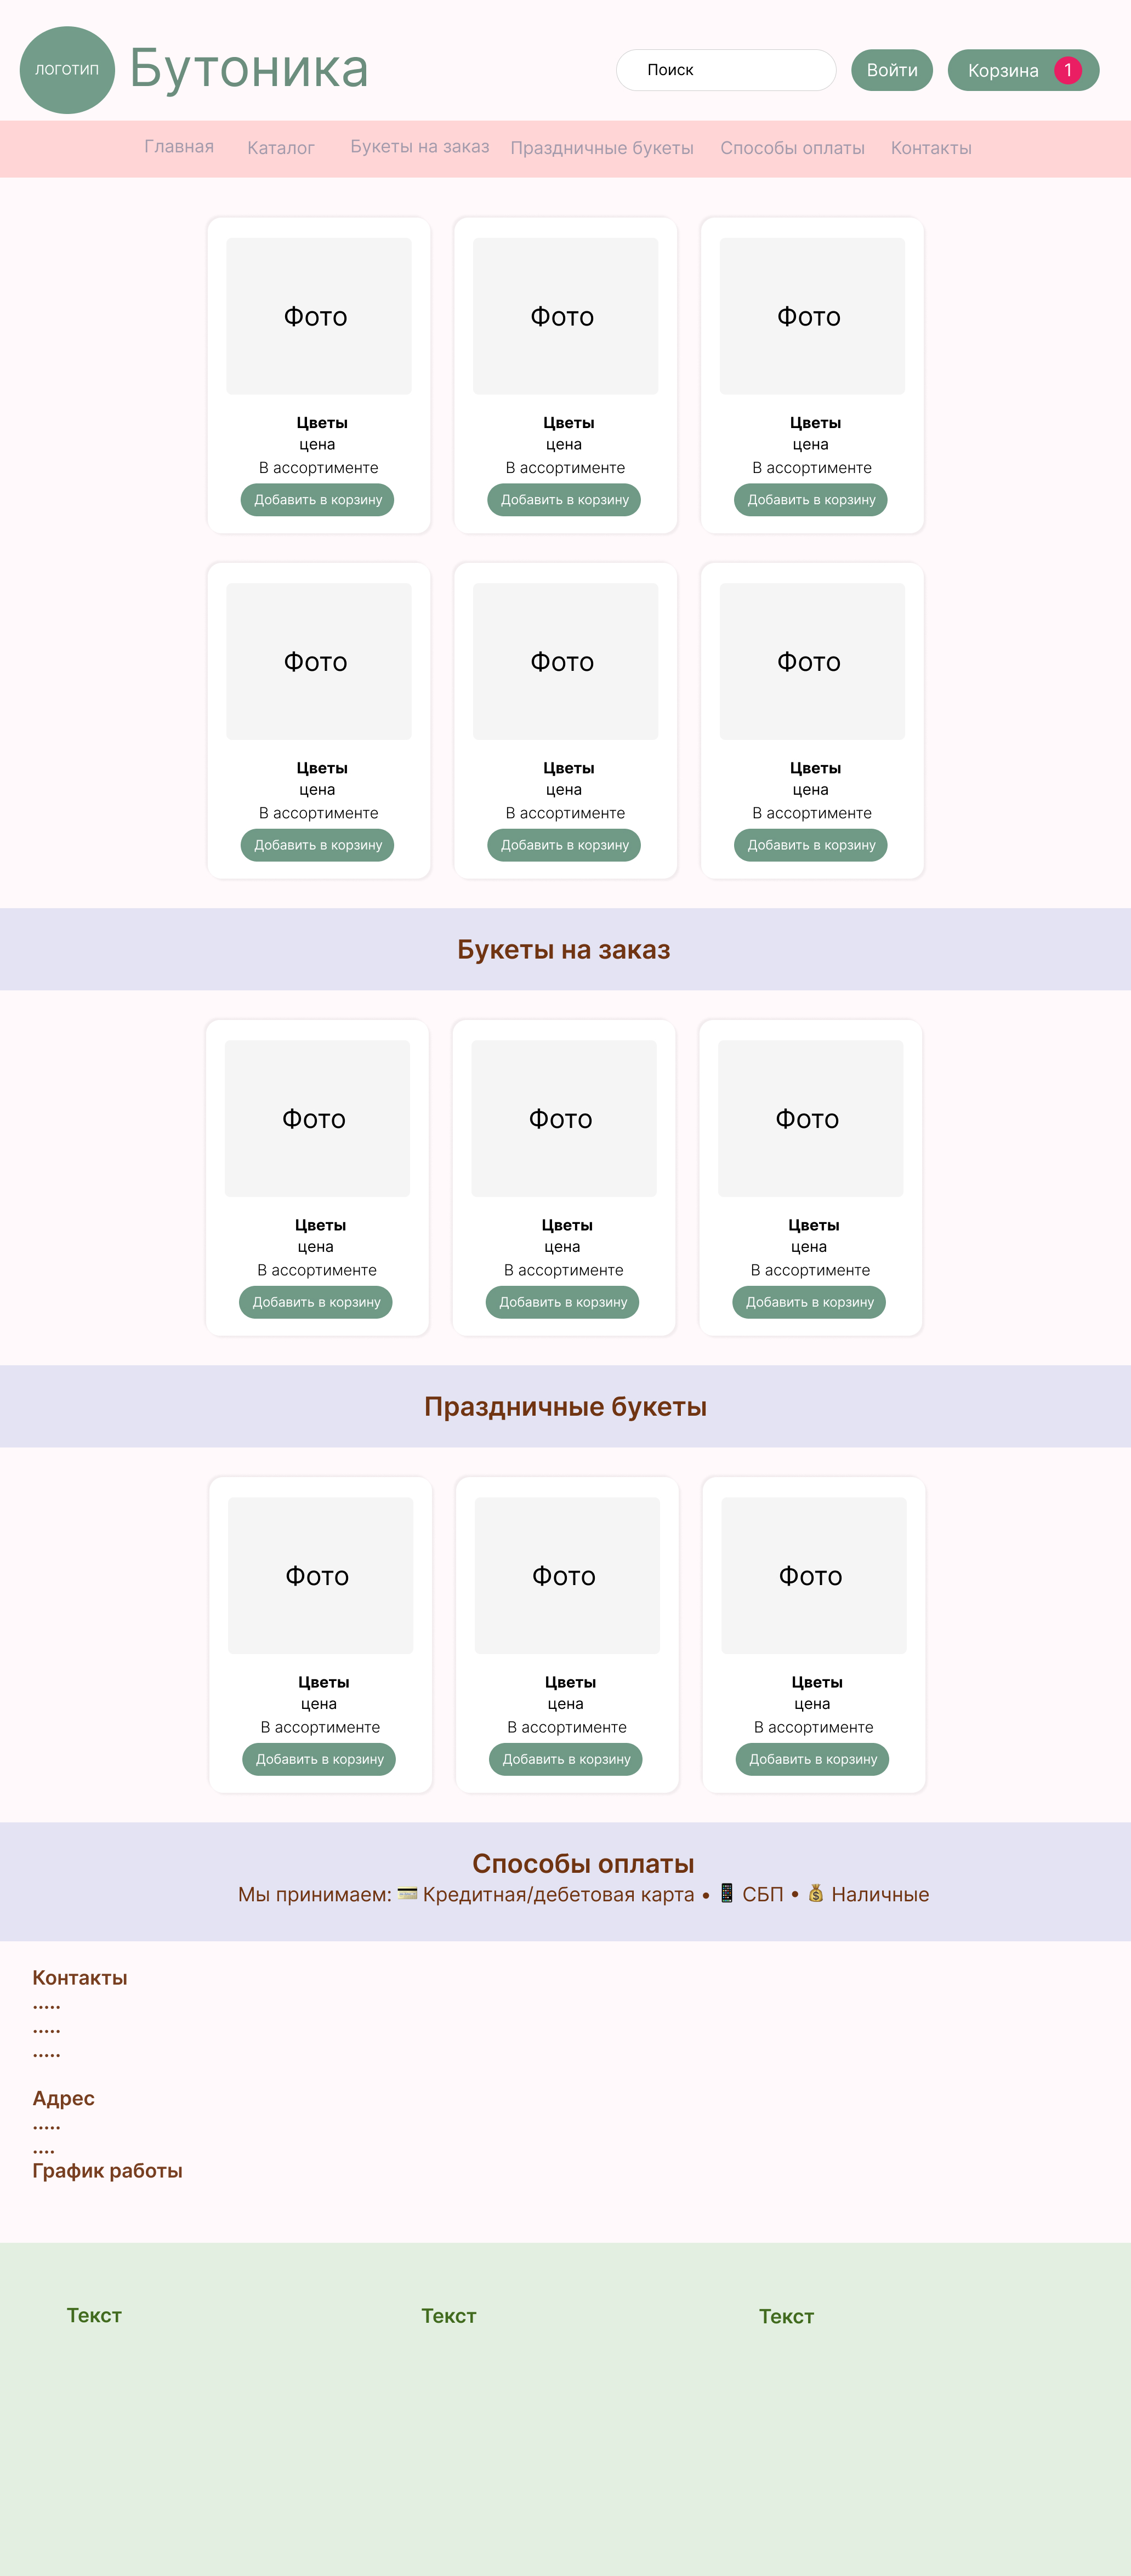 ЛОГОТИП Бутоника Поиск Войти Корзина 1
Главная Каталог Букеты на заказ Праздничные букеты Способы оплаты Контакты
Фото Фото Фото
Цветы Цветы Цветы
цена цена цена
В ассортименте В ассортименте В ассортименте
Добавить в корзину Добавить в корзину Добавить в корзину
Фото Фото Фото
Цветы Цветы Цветы
цена цена цена
В ассортименте В ассортименте В ассортименте
Добавить в корзину Добавить в корзину Добавить в корзину
Букеты на заказ
Фото Фото Фото
Цветы Цветы Цветы
цена цена цена
В ассортименте В ассортименте В ассортименте
Добавить в корзину Добавить в корзину Добавить в корзину
Праздничные букеты
Фото Фото Фото
Цветы Цветы Цветы
цена цена цена
В ассортименте В ассортименте В ассортименте
Добавить в корзину Добавить в корзину Добавить в корзину
Способы оплаты
Мы принимаем: 💳 Кредитная/дебетовая карта • 📱 СБП • 💰 Наличные
Контакты
.....
.....
.....
Адрес
.....
....
График работы
Текст Текст Текст